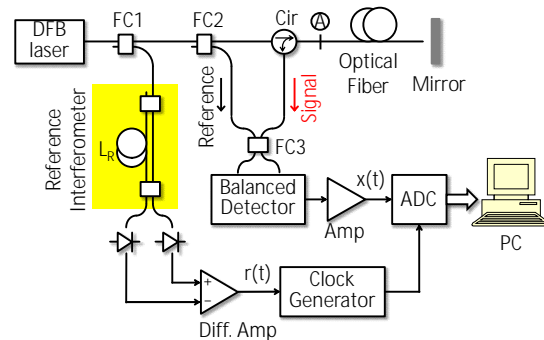 DFB
laser
FC1
FC2
Cir
A
Optical
Fiber
Mirror
Reference
Interferometer
LR
Reference
Signal
FC3
Balanced
Detector
x(t)
Amp
ADC
PC
+
−
r(t)
Diff. Amp
Clock
Generator